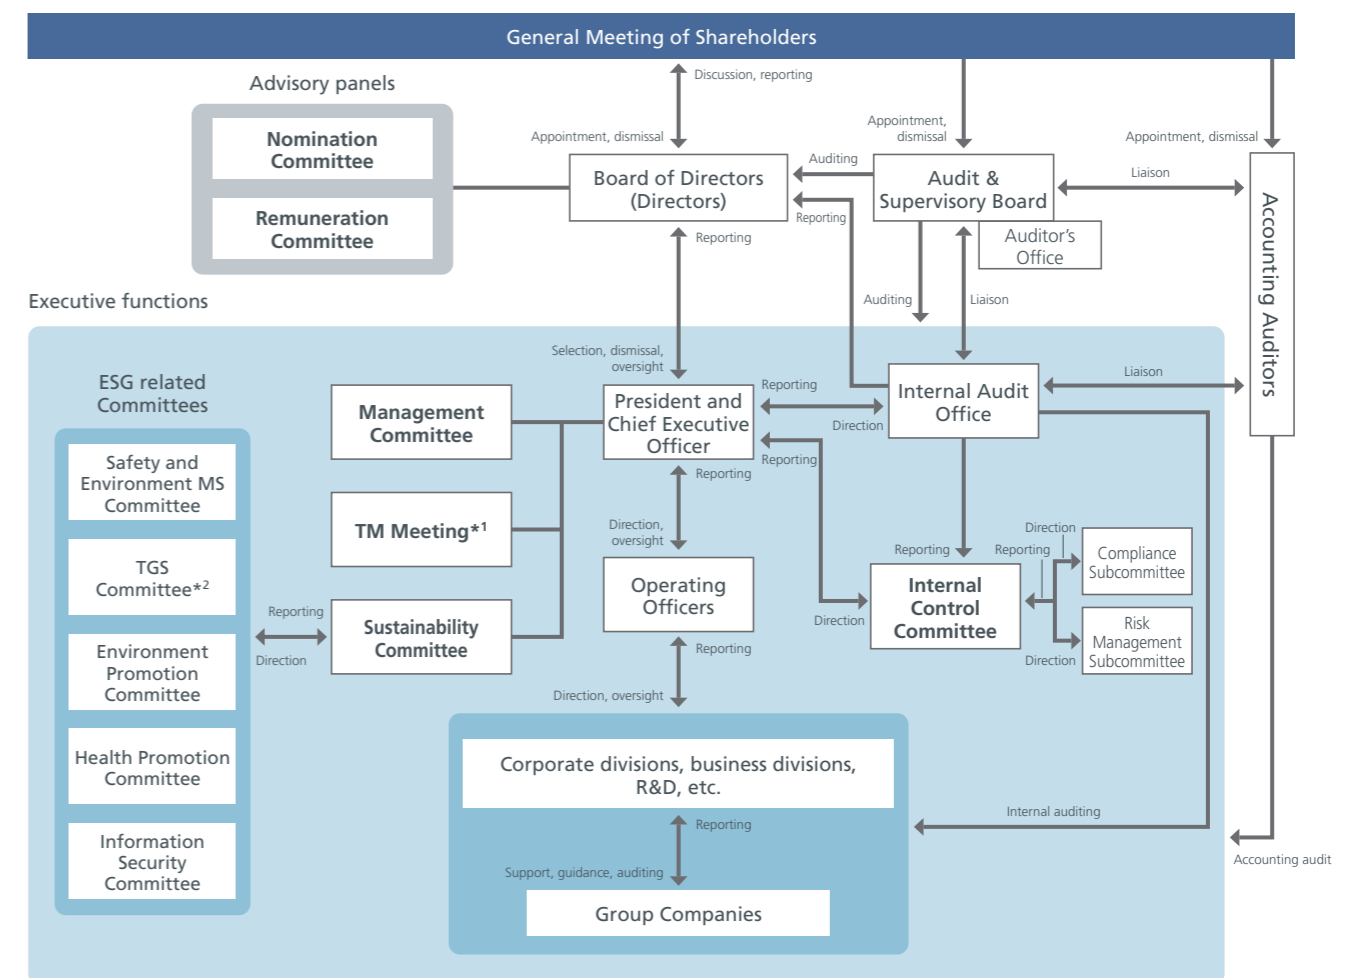 General Meeting of Shareholders
Advisory panels
Nomination
Committee
Remuneration
Committee
Discussion, reporting
Appointment, dismissal
Board of Directors
(Directors)
Auditing
Reporting
Appointment,
dismissal
Audit &
Supervisory Board
Auditor's
Office
Liaison
Appointment, dismissal
Accounting Auditors
Reporting
Auditing
Liaison
Executive functions
Selection, dismissal,
oversight
ESG related
Committees
Safety and
Environment MS
Committee
TGS
Committee*2
Environment
Promotion
Committee
Health Promotion
Committee
Information
Security
Committee
Reporting
Direction
Management
Committee
TM Meeting*1
Sustainability
Committee
President and
Chief Executive
Officer
Reporting
Direction
Internal Audit
Office
Liaison
Reporting
Reporting
Direction,
oversight
Operating
Officers
Direction
Reporting
Internal
Control
Committee
Reporting
Direction
Compliance
Subcommittee
Direction
Risk
Management
Subcommittee
Reporting
Direction, oversight
Corporate divisions, business divisions,
R&D, etc.
Reporting
Support, guidance, auditing
Group Companies
Internal auditing
Accounting audit